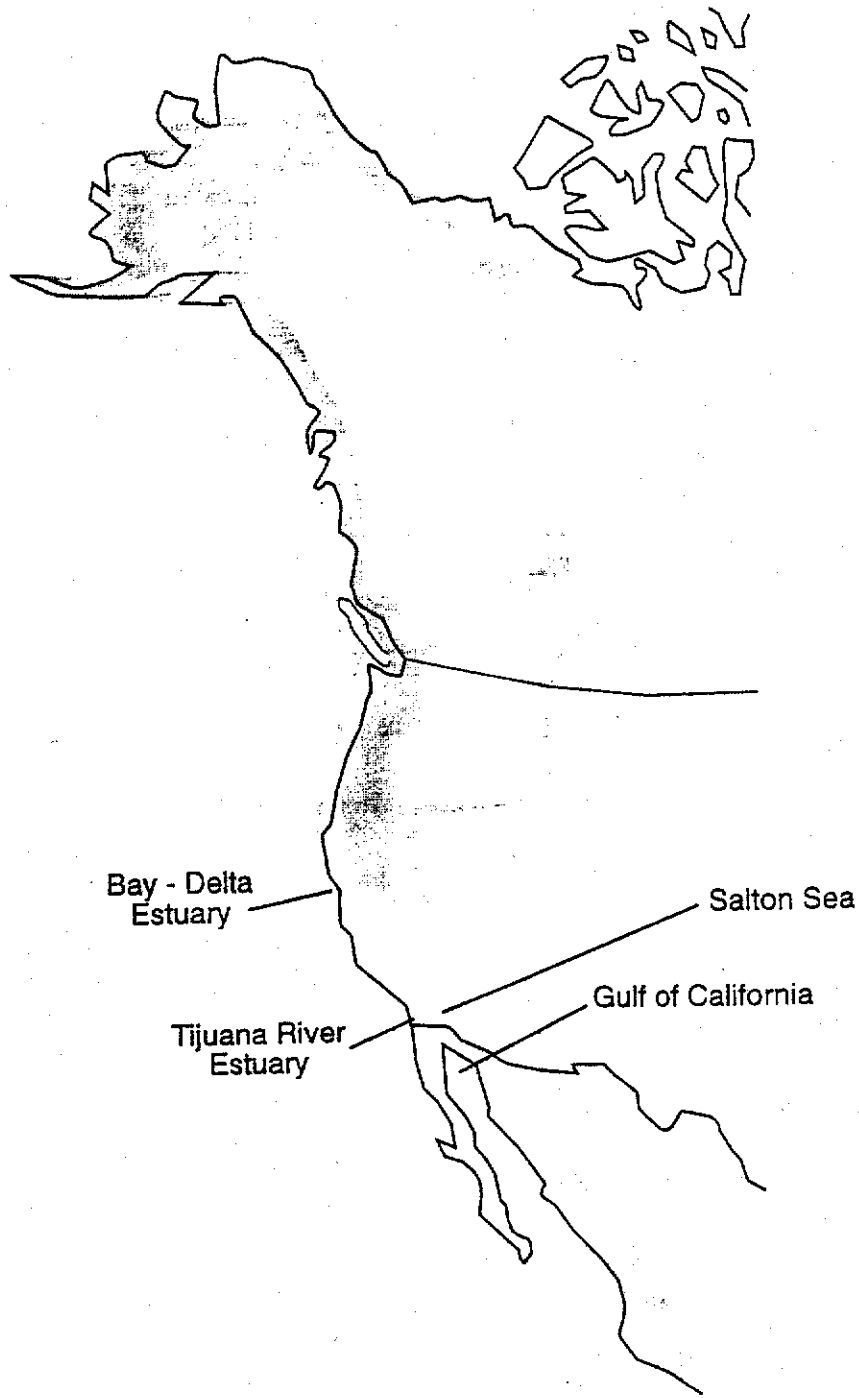 Bay - Delta
Estuary
Salton Sea
Gulf of California
Tijuana River
Estuary